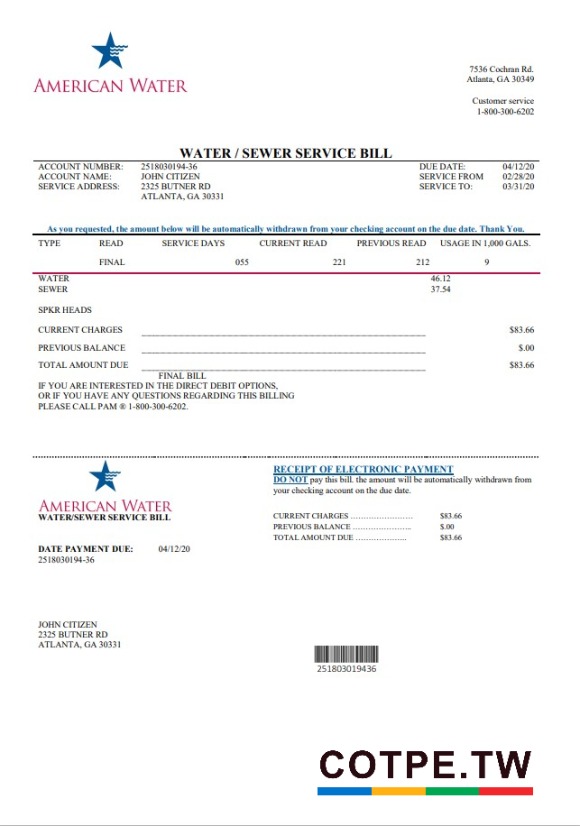 AMERICAN WATER
7536 Cochran Rd.
Atlanta, GA 30349
Customer service
1-800-300-6202
WATER / SEWER SERVICE BILL
ACCOUNT NUMBER: 2518030194-36 DUE DATE: 04/12/20
ACCOUNT NAME: JOHN CITIZEN SERVICE FROM 02/28/20
SERVICE ADDRESS: 2325 BUTNER RD SERVICE TO: 03/31/20
ATLANTA, GA 30331
As you requested, the amount below will be automatically withdrawn from your checking account on the due date. Thank You.
TYPE READ SERVICE DAYS CURRENT READ PREVIOUS READ USAGE IN 1,000 GALS.
FINAL 055 221 212 9
WATER 46.12
SEWER 37.54
SPKR HEADS
CURRENT CHARGES $83.66
PREVIOUS BALANCE $.00
TOTAL AMOUNT DUE $83.66
FINAL BILL
IF YOU ARE INTERESTED IN THE DIRECT DEBIT OPTIONS,
OR IF YOU HAVE ANY QUESTIONS REGARDING THIS BILLING
PLEASE CALL PAM ® 1-800-300-6202.
AMERICAN WATER
WATER/SEWER SERVICE BILL
DATE PAYMENT DUE: 04/12/20
2518030194-36
RECEIPT OF ELECTRONIC PAYMENT
DO NOT pay this bill. the amount will be automatically withdrawn from
your checking account on the due date.
CURRENT CHARGES ........................ $83.66
PREVIOUS BALANCE ...................... $.00
TOTAL AMOUNT DUE .................... $83.66
JOHN CITIZEN
2325 BUTNER RD
ATLANTA, GA 30331
251803019436
COTPE.TW